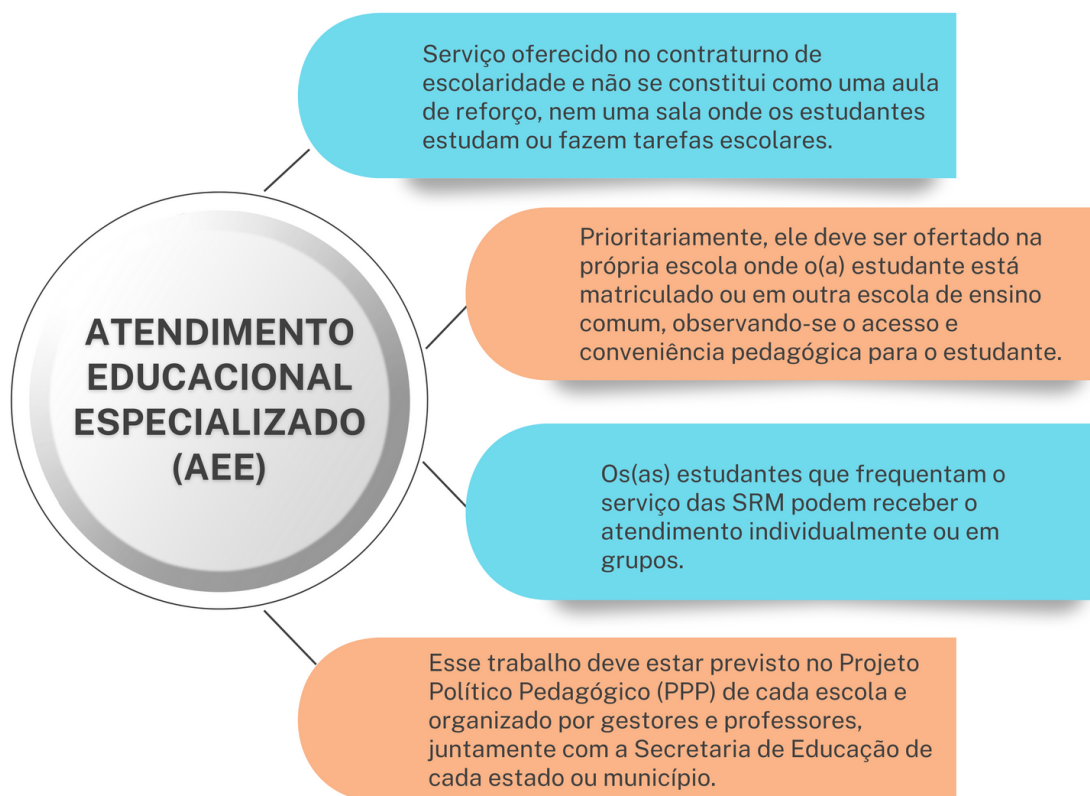 ATENDIMENTO
EDUCACIONAL
ESPECIALIZADO
(AEE)
Serviço oferecido no contraturno de
escolaridade e não se constitui como uma aula
de reforço, nem uma sala onde os estudantes
estudam ou fazem tarefas escolares.
Prioritariamente, ele deve ser ofertado na
própria escola onde o(a) estudante está
matriculado ou em outra escola de ensino
comum, observando-se o acesso e
conveniência pedagógica para o estudante.
Os(as) estudantes que frequentam o
serviço das SRM podem receber o
atendimento individualmente ou em
grupos.
Esse trabalho deve estar previsto no Projeto
Político Pedagógico (PPP) de cada escola e
organizado por gestores e professores,
juntamente com a Secretaria de Educação de
cada estado ou município.